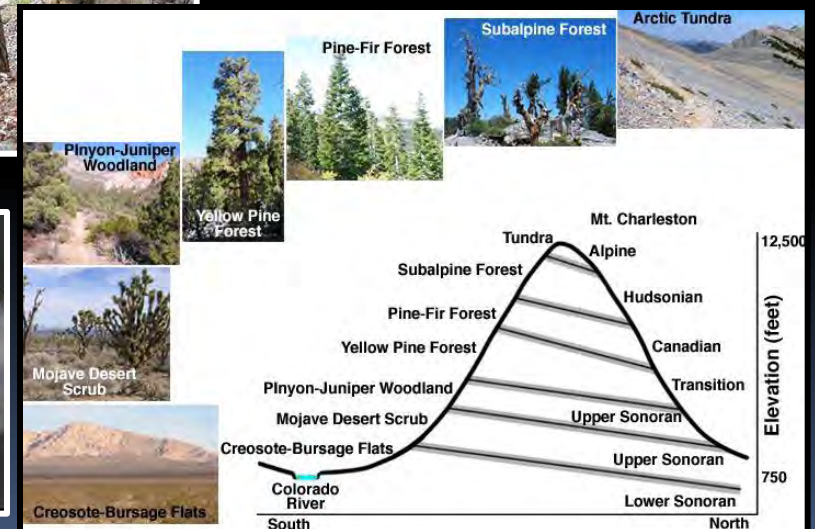 Arctic Tundra
Subalpine Forest
Pine-Fir Forest
PInyon-Juniper
Woodland
Yellow Pine
Forest
Mojave Desert
Scrub
Creosote-Bursage Flats
Mt. Charleston
Tundra
Alpine
12,500
Subalpine Forest
Hudsonian
Pine-Fir Forest
Canadian
Yellow Pine Forest
Transition
PInyon-Juniper Woodland
Upper Sonoran
Mojave Desert Scrub
Upper Sonoran
Creosote-Bursage Flats
Lower Sonoran
750
Elevation (feet)
Colorado
River
South
North